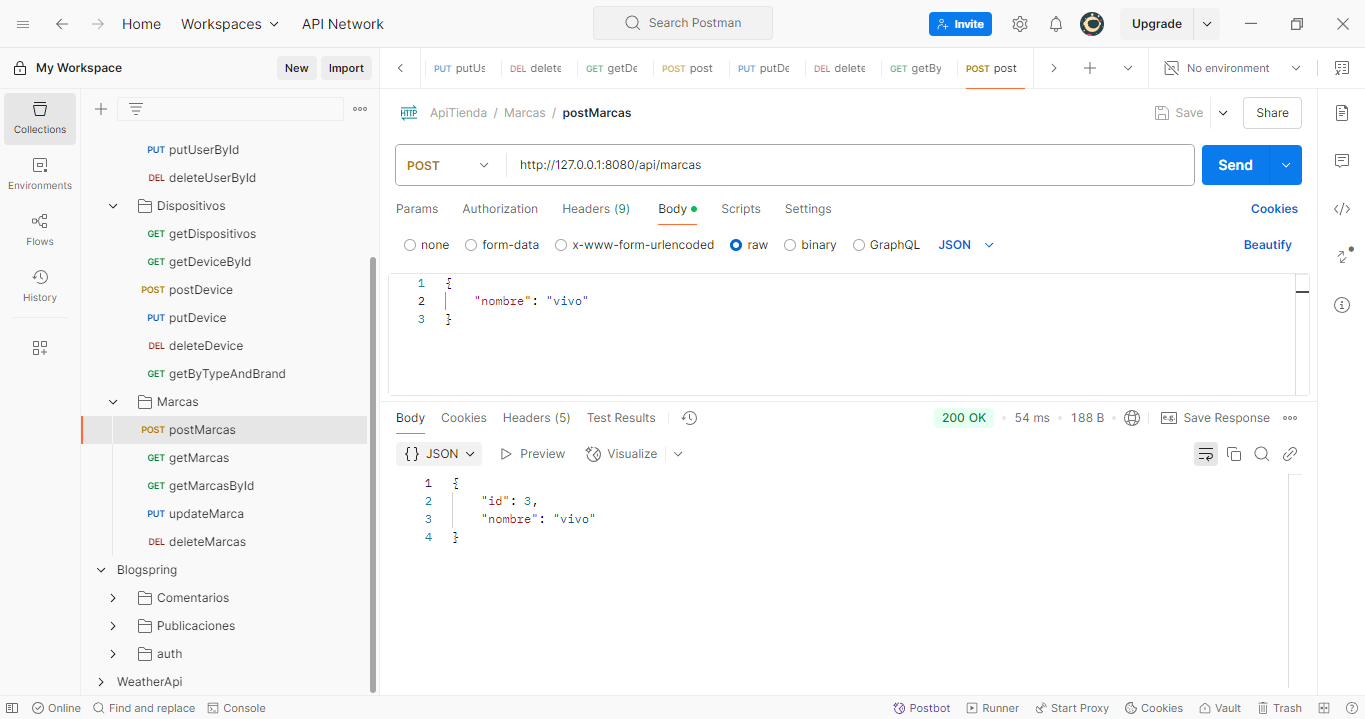 Home Workspaces API Network Search Postman Invite Upgrade
My Workspace New Import PUT putUs DEL delete GET getDe POST post PUT putDe DEL delete GET getBy POST post No environment
Collections
Environments
Flows
History
PUT putUserById
DEL deleteUserById
Dispositivos
GET getDispositivos
GET getDeviceById
POST postDevice
PUT putDevice
DEL deleteDevice
GET getByTypeAndBrand
Marcas
POST postMarcas
GET getMarcas
GET getMarcasById
PUT updateMarca
DEL deleteMarcas
Blogspring
Comentarios
Publicaciones
auth
WeatherApi
HTTP ApiTienda / Marcas / postMarcas Save Share
POST http://127.0.0.1:8080/api/marcas Send
Params Authorization Headers (9) Body Scripts Settings Cookies
none form-data x-www-form-urlencoded raw binary GraphQL JSON Beautify
1 {
2 "nombre": "vivo"
3 }
Body Cookies Headers (5) Test Results 200 OK 54 ms 188 B e.g. Save Response
{} JSON Preview Visualize
1 {
2 "id": 3,
3 "nombre": "vivo"
4 }
Online Find and replace Console Postbot Runner Start Proxy Cookies Vault Trash